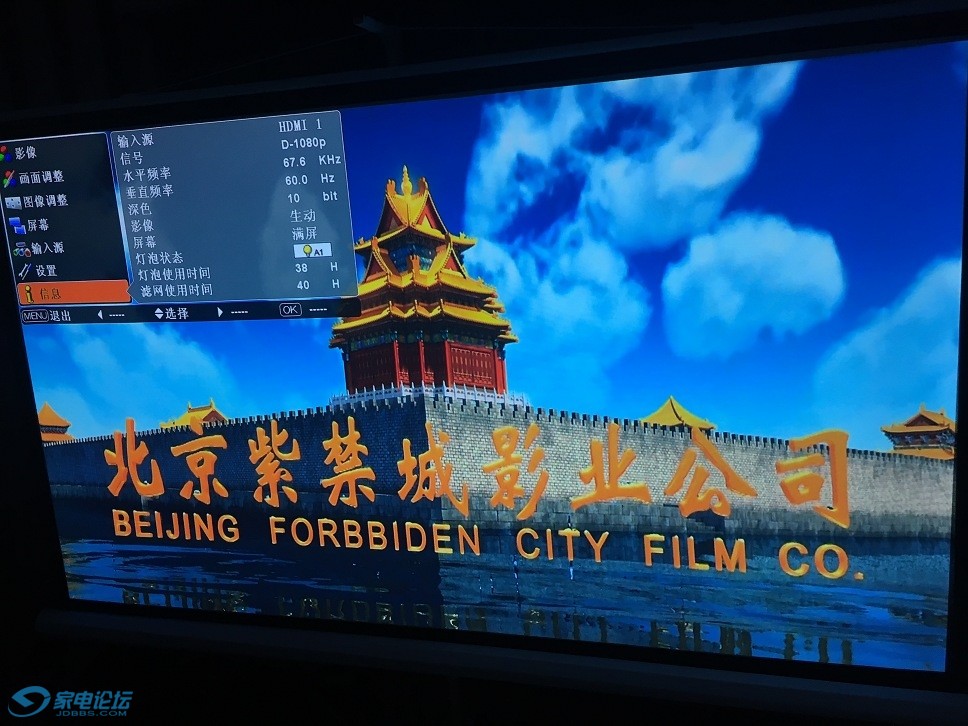 影像
画面调整
图像调整
屏幕
输入源
设置
信息
输入源 HDMI 1
信号 D-1080p
水平频率 67.6 KHz
垂直频率 60.0 Hz
深色 10 bit
影像 生动
屏幕 满屏
灯泡状态 A1
灯泡使用时间 38 H
滤网使用时间 40 H
MENU 退出 ----- 选择 ----- OK -----
北京紫禁城影业公司
BEIJING FORBBIDEN CITY FILM CO.
家电论坛
JDBBS.COM